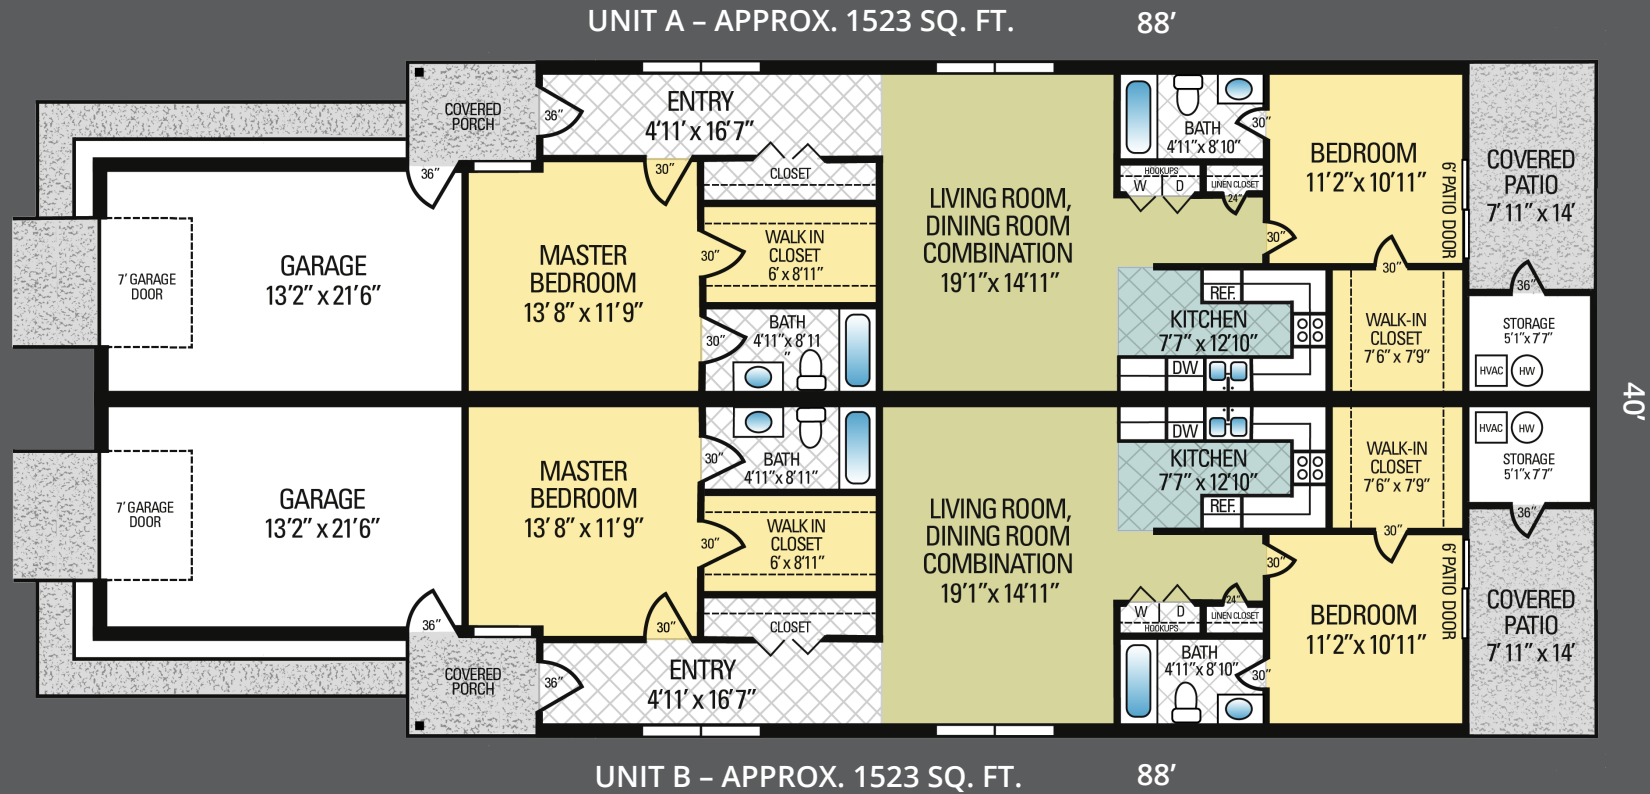 UNIT A – APPROX. 1523 SQ. FT.
88’
COVERED
PORCH
36”
ENTRY
4'11' x 16'7"
36”
30”
CLOSET
7' GARAGE
DOOR
GARAGE
13'2" x 21'6"
MASTER
BEDROOM
13' 8" x 11'9"
30”
WALK IN
CLOSET
6' x 8'11"
30”
BATH
4'11"x 8'11
"
LIVING ROOM,
DINING ROOM
COMBINATION
19'1"x 14'11"
BATH
4'11"x 8'10"
30”
HOOKUPS
W
D
LINEN CLOSET
24”
30”
BEDROOM
11'2"x 10'11"
6' PATIO DOOR
COVERED
PATIO
7' 11" x 14'
REF.
KITCHEN
7'7" x 12'10"
DW
30”
WALK-IN
CLOSET
7'6" x 7'9"
36”
STORAGE
5'1"x 7'7"
HVAC
HW
40’
7' GARAGE
DOOR
GARAGE
13'2" x 21'6"
36”
MASTER
BEDROOM
13' 8" x 11'9"
30”
BATH
4'11"x 8'11"
30”
WALK IN
CLOSET
6' x 8'11"
30”
CLOSET
COVERED
PORCH
36”
ENTRY
4'11' x 16'7"
LIVING ROOM,
DINING ROOM
COMBINATION
19'1"x 14'11"
DW
KITCHEN
7'7" x 12'10"
REF.
WALK-IN
CLOSET
7'6" x 7'9"
30”
HVAC
HW
STORAGE
5'1"x 7'7"
36”
30”
W
D
HOOKUPS
24”
LINEN CLOSET
BATH
4'11"x 8'10"
30”
BEDROOM
11'2"x 10'11"
6' PATIO DOOR
COVERED
PATIO
7' 11" x 14'
UNIT B – APPROX. 1523 SQ. FT.
88’